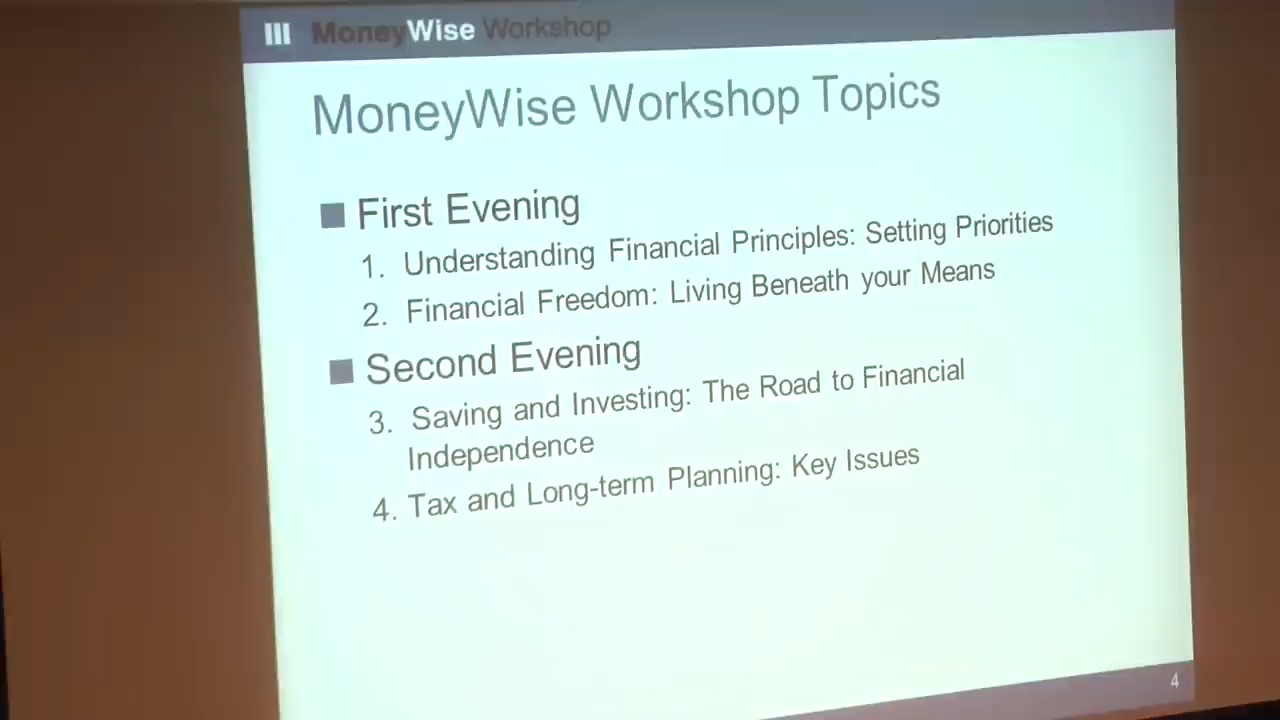 MoneyWise Workshop
MoneyWise Workshop Topics
First Evening
1. Understanding Financial Principles: Setting Priorities
2. Financial Freedom: Living Beneath your Means
Second Evening
3. Saving and Investing: The Road to Financial
Independence
4. Tax and Long-term Planning: Key Issues
4